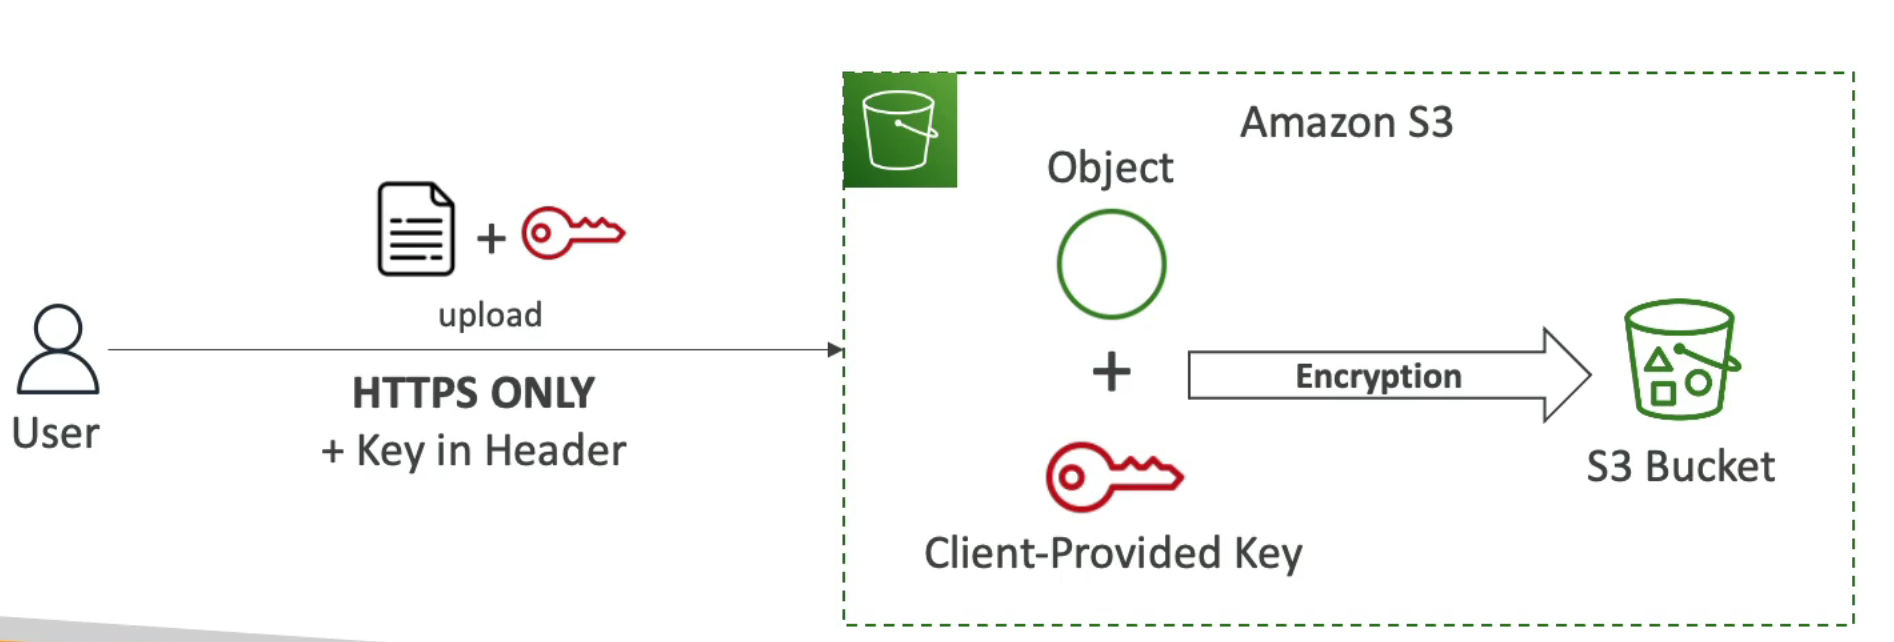 Amazon S3
Object
+
upload
HTTPS ONLY
+ Key in Header
User
+
Encryption
S3 Bucket
Client-Provided Key